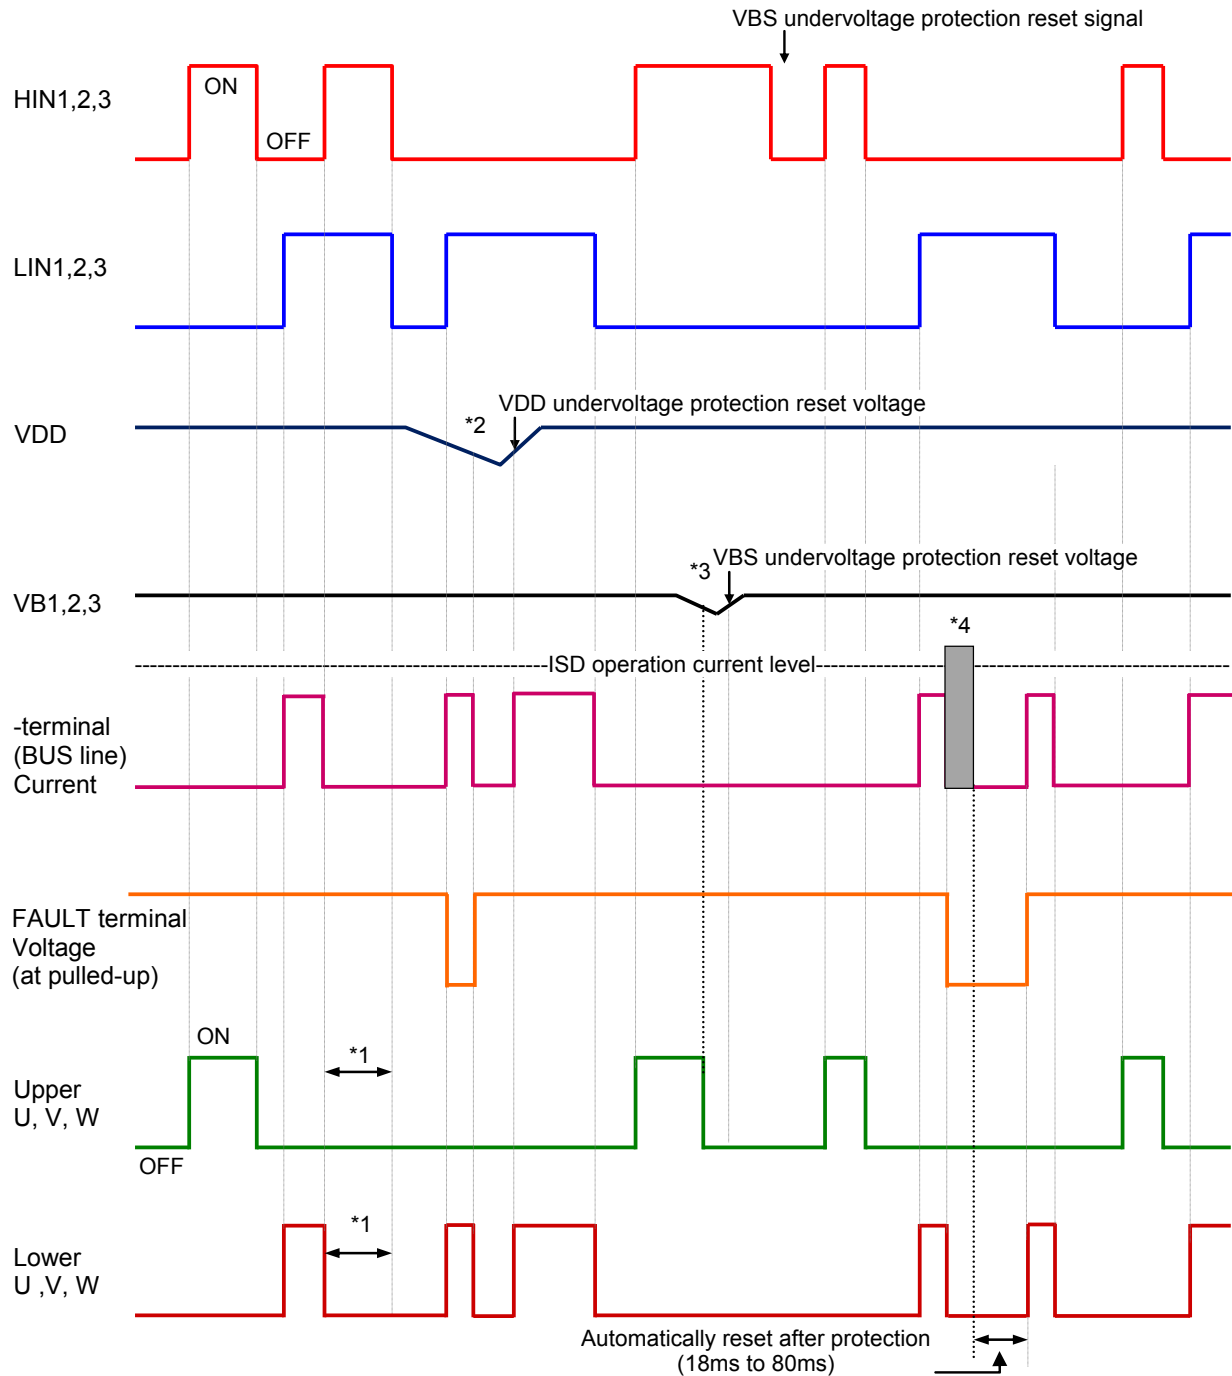 VBS undervoltage protection reset signal
HIN1,2,3
ON
OFF
LIN1,2,3
VDD
*2
VDD undervoltage protection reset voltage
VB1,2,3
*3
VBS undervoltage protection reset voltage
*4
ISD operation current level
-terminal
(BUS line)
Current
FAULT terminal
Voltage
(at pulled-up)
ON
*1
Upper
U, V, W
OFF
*1
Lower
U ,V, W
Automatically reset after protection
(18ms to 80ms)